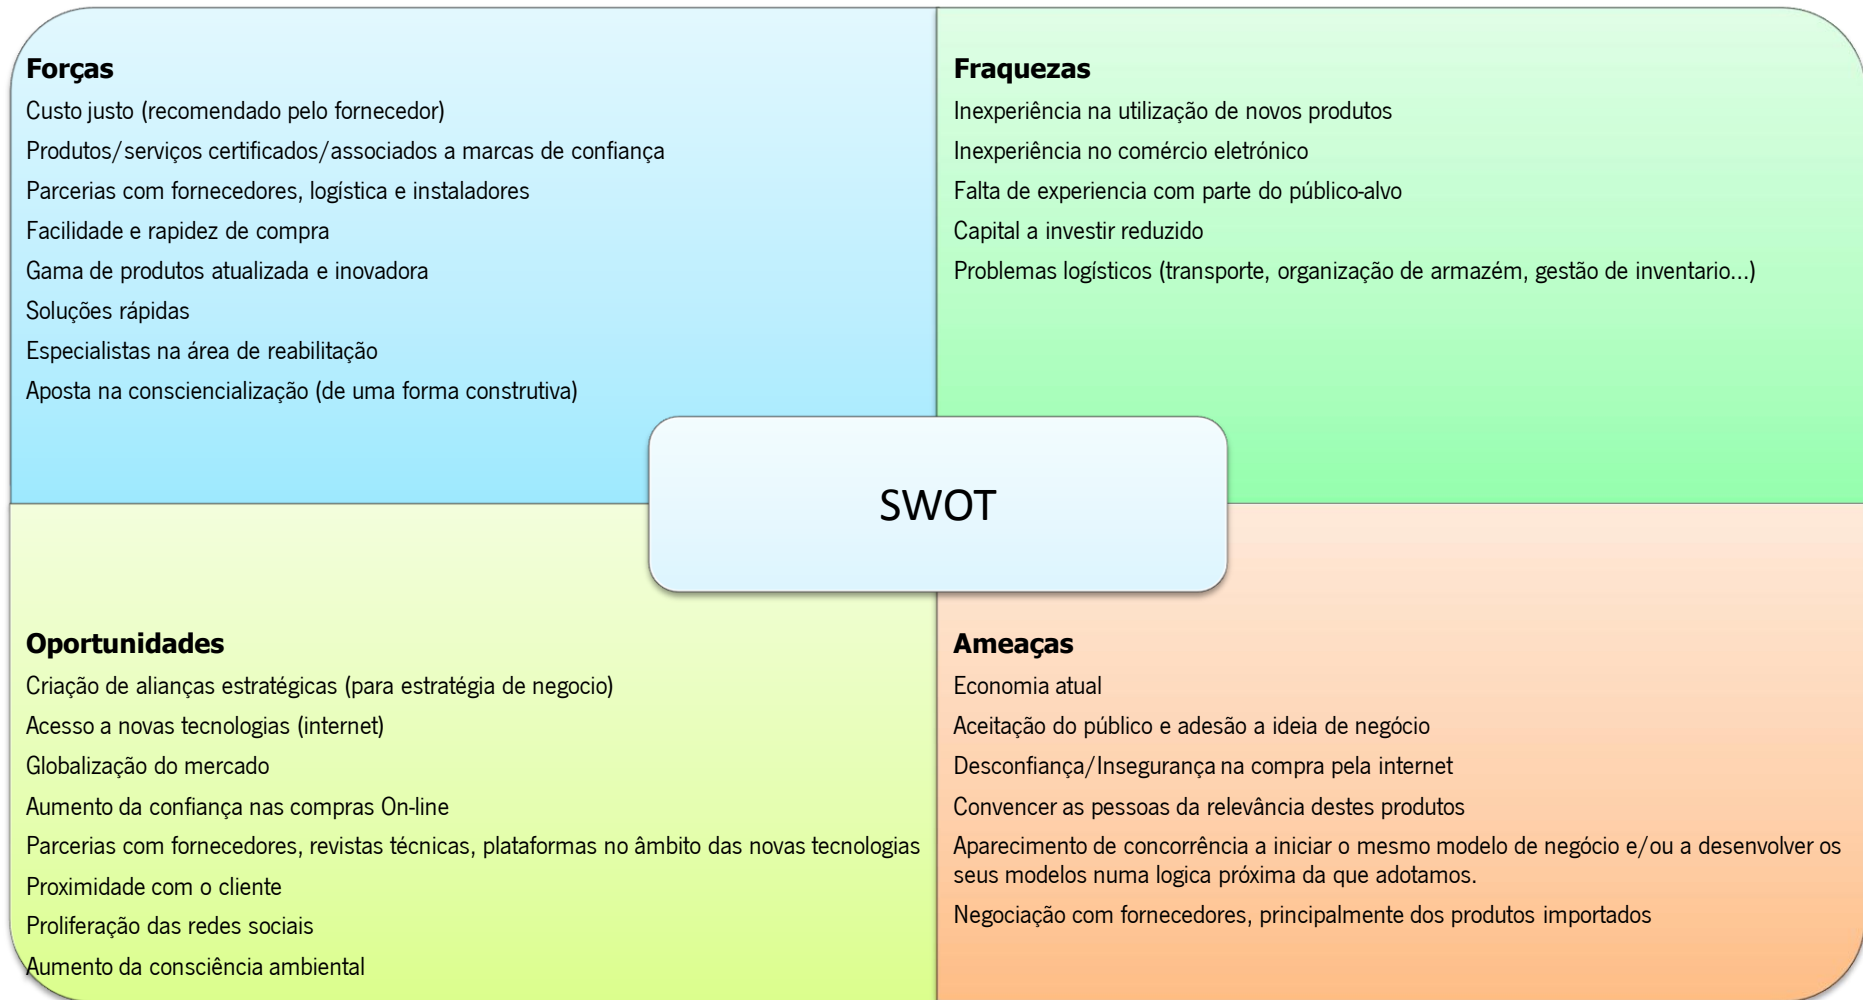 Forças
Custo justo (recomendado pelo fornecedor)
Produtos/serviços certificados/associados a marcas de confiança
Parcerias com fornecedores, logística e instaladores
Facilidade e rapidez de compra
Gama de produtos atualizada e inovadora
Soluções rápidas
Especialistas na área de reabilitação
Aposta na consciencialização (de uma forma construtiva)
Fraquezas
Inexperiência na utilização de novos produtos
Inexperiência no comércio eletrónico
Falta de experiencia com parte do público-alvo
Capital a investir reduzido
Problemas logísticos (transporte, organização de armazém, gestão de inventario...)
SWOT
Oportunidades
Criação de alianças estratégicas (para estratégia de negocio)
Acesso a novas tecnologias (internet)
Globalização do mercado
Aumento da confiança nas compras On-line
Parcerias com fornecedores, revistas técnicas, plataformas no âmbito das novas tecnologias
Proximidade com o cliente
Proliferação das redes sociais
Aumento da consciência ambiental
Ameaças
Economia atual
Aceitação do público e adesão a ideia de negócio
Desconfiança/Insegurança na compra pela internet
Convencer as pessoas da relevância destes produtos
Aparecimento de concorrência a iniciar o mesmo modelo de negócio e/ou a desenvolver os
seus modelos numa logica próxima da que adotamos.
Negociação com fornecedores, principalmente dos produtos importados